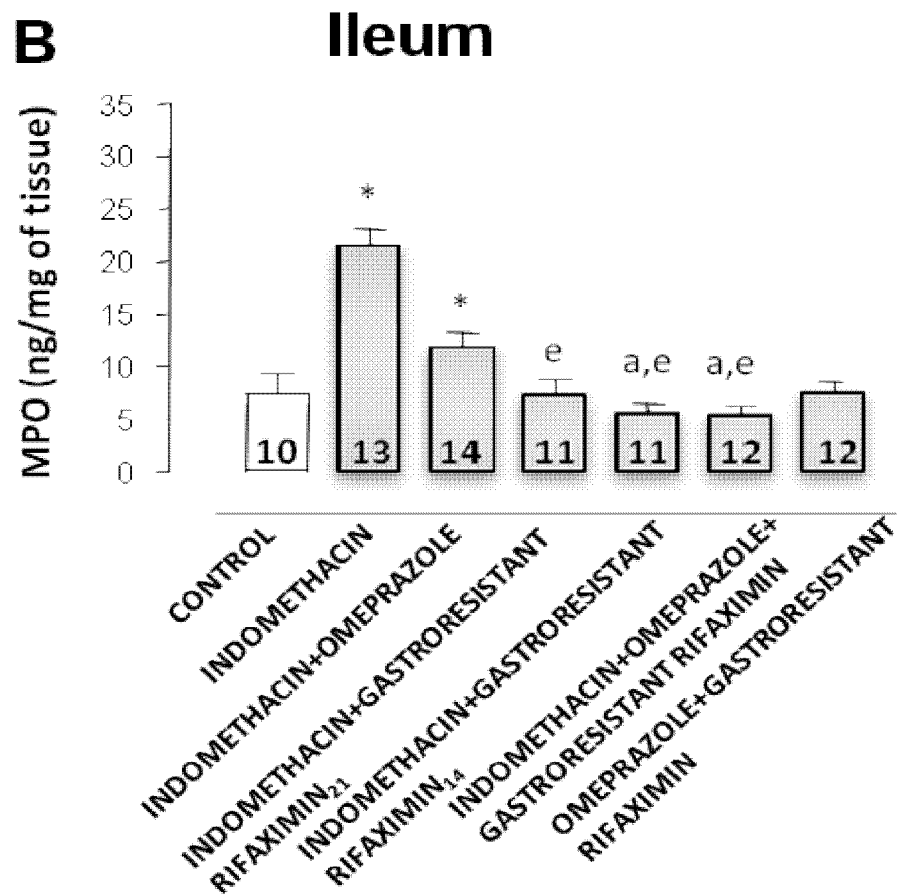 B
Ileum
MPO (ng/mg of tissue)
35
30
25
20
15
10
5
0
*
*
e
a,e
a,e
10
13
14
11
11
12
12
CONTROL
INDOMETHACIN
INDOMETHACIN+OMEPRAZOLE
INDOMETHACIN+GASTRORESISTANT
RIFAXIMIN₂₁
INDOMETHACIN+GASTRORESISTANT
RIFAXIMIN₁₄
INDOMETHACIN+OMEPRAZOLE+
GASTRORESISTANT RIFAXIMIN
OMEPRAZOLE+GASTRORESISTANT
RIFAXIMIN